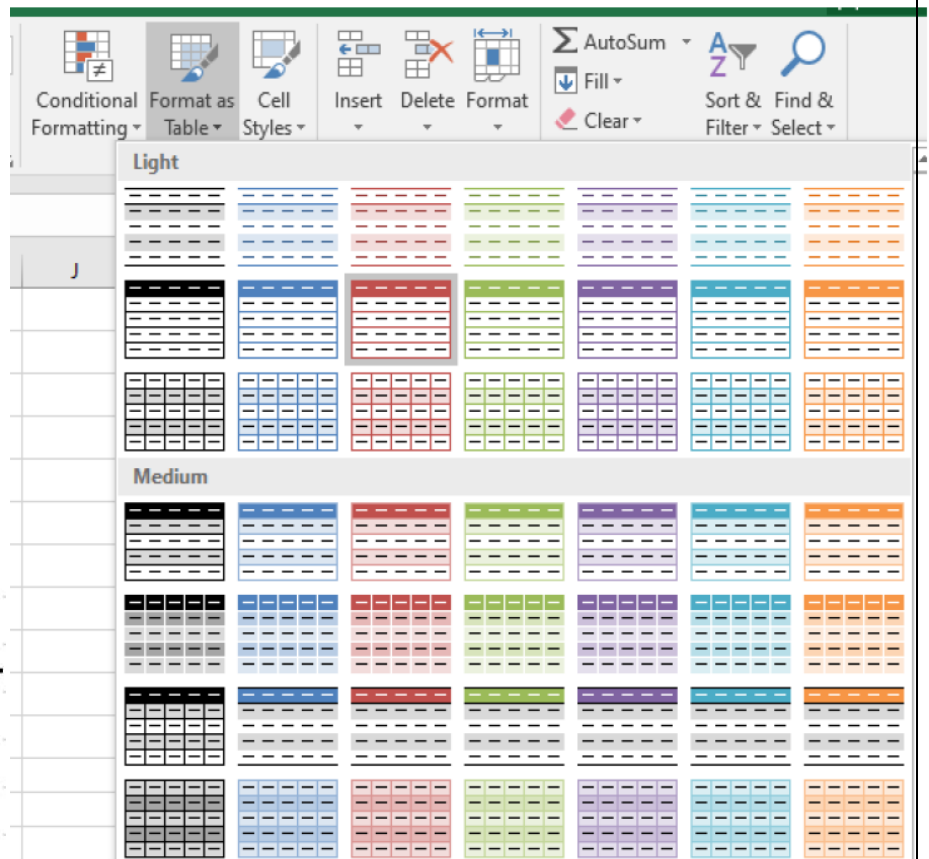 AutoSum
Fill
Clear
Conditional Formatting
Format as Table
Cell Styles
Insert
Delete
Format
Sort & Filter
Find & Select
Light
J
Medium